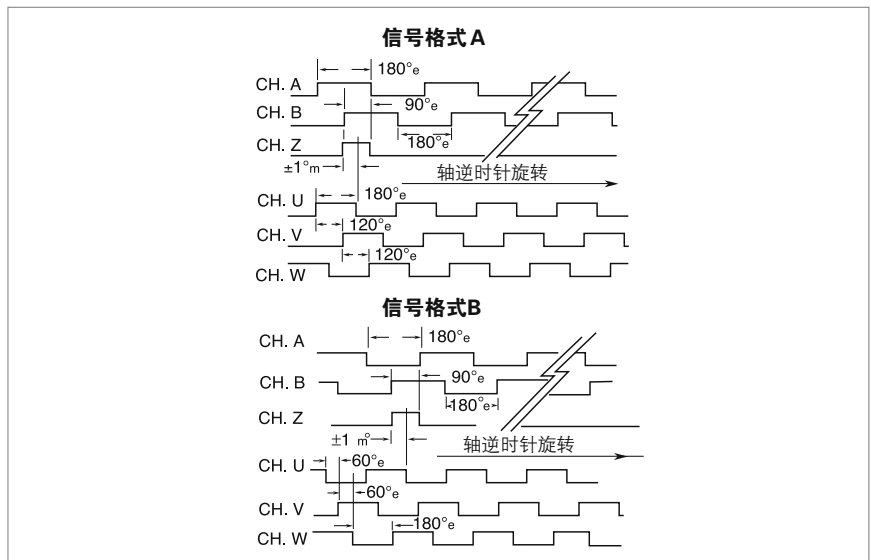 信号格式A
180°e
CH. A
90°e
CH. B
180°e
CH. Z
±1°m
轴逆时针旋转
180°e
CH. U
120°e
CH. V
120°e
CH. W
信号格式B
CH. A
180°e
CH. B
90°e
180°e
CH. Z
±1 m°
轴逆时针旋转
CH. U
60°e
60°e
CH. V
180°e
CH. W